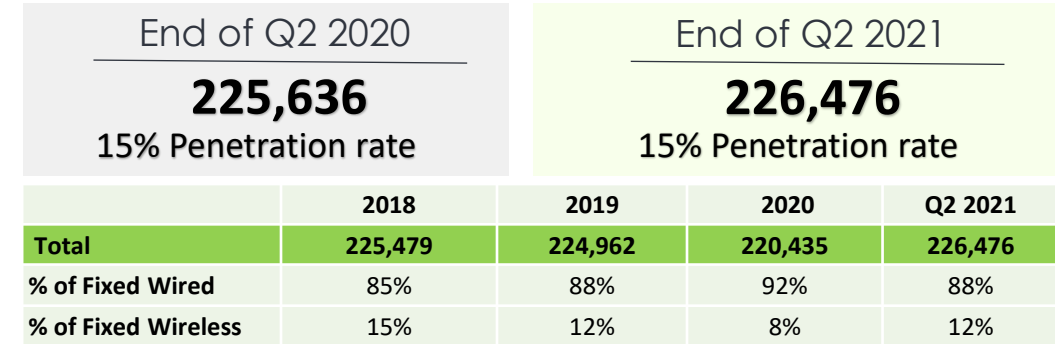 End of Q2 2020
225,636
15% Penetration rate
End of Q2 2021
226,476
15% Penetration rate
2018 2019 2020 Q2 2021
Total 225,479 224,962 220,435 226,476
% of Fixed Wired 85% 88% 92% 88%
% of Fixed Wireless 15% 12% 8% 12%